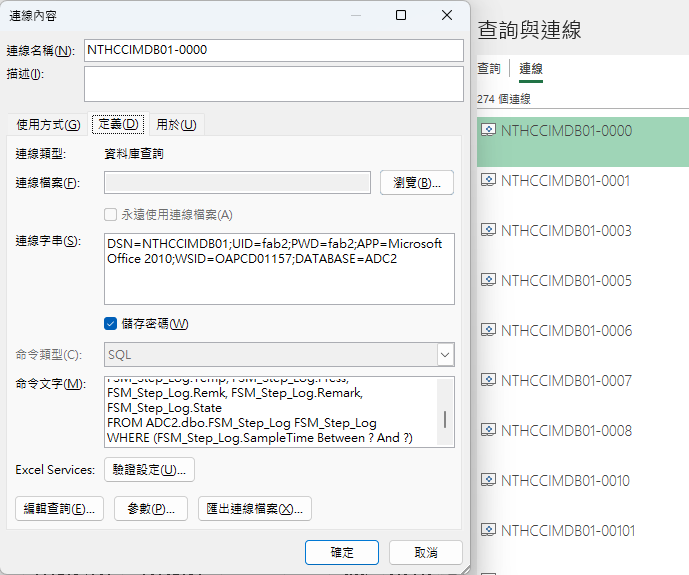 連線內容
連線名稱(N):
NTHCCIMDB01-0000
描述(I):
使用方式(G)
定義(D)
用於(U)
連線類型:
資料庫查詢
連線檔案(F):
瀏覽(B)...
永遠使用連線檔案(A)
連線字串(S):
DSN=NTHCCIMDB01;UID=fab2;PWD=fab2;APP=Microsoft
Office 2010;WSID=OAPCD01157;DATABASE=ADC2
儲存密碼(W)
命令類型(C):
SQL
命令文字(M):
FSM_Step_Log.Temp, FSM_Step_Log.Press,
FSM_Step_Log.Remk, FSM_Step_Log.Remark,
FSM_Step_Log.State
FROM ADC2.dbo.FSM_Step_Log FSM_Step_Log
WHERE (FSM_Step_Log.SampleTime Between ? And ?)
Excel Services:
驗證設定(U)...
編輯查詢(E)...
參數(P)...
匯出連線檔案(X)...
確定
取消
查詢與連線
查詢
連線
274 個連線
NTHCCIMDB01-0000
NTHCCIMDB01-0001
NTHCCIMDB01-0003
NTHCCIMDB01-0005
NTHCCIMDB01-0006
NTHCCIMDB01-0007
NTHCCIMDB01-0008
NTHCCIMDB01-0010
NTHCCIMDB01-00101